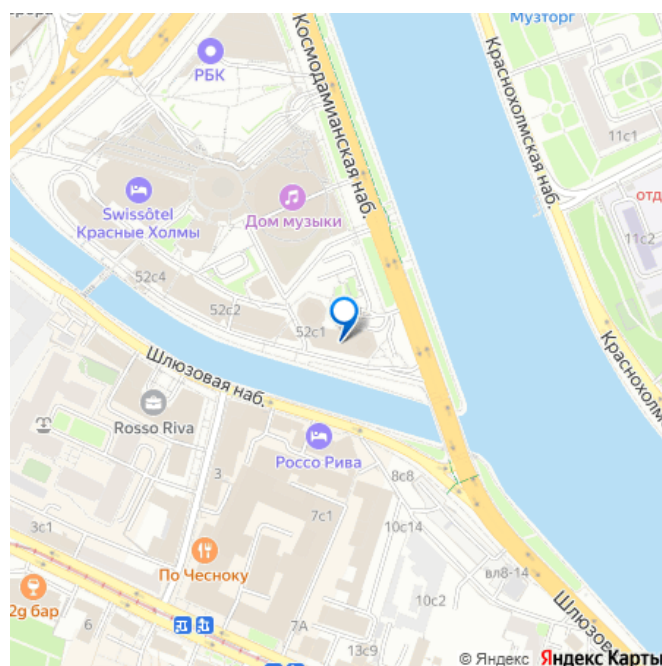 Музторг
РБК
Космодамианская наб.
Краснохолмская наб.
11с1
Swissôtel
Красные Холмы
Дом музыки
11с2
52с4
52с2
52с1
Шлюзовая наб.
Rosso Riva
3
Россо Рива
8с8
7с1
10с14
3с1
По Чесноку
вл8-14
2g бар
6
7А
10с2
13с9
© Яндекс Яндекс Карты